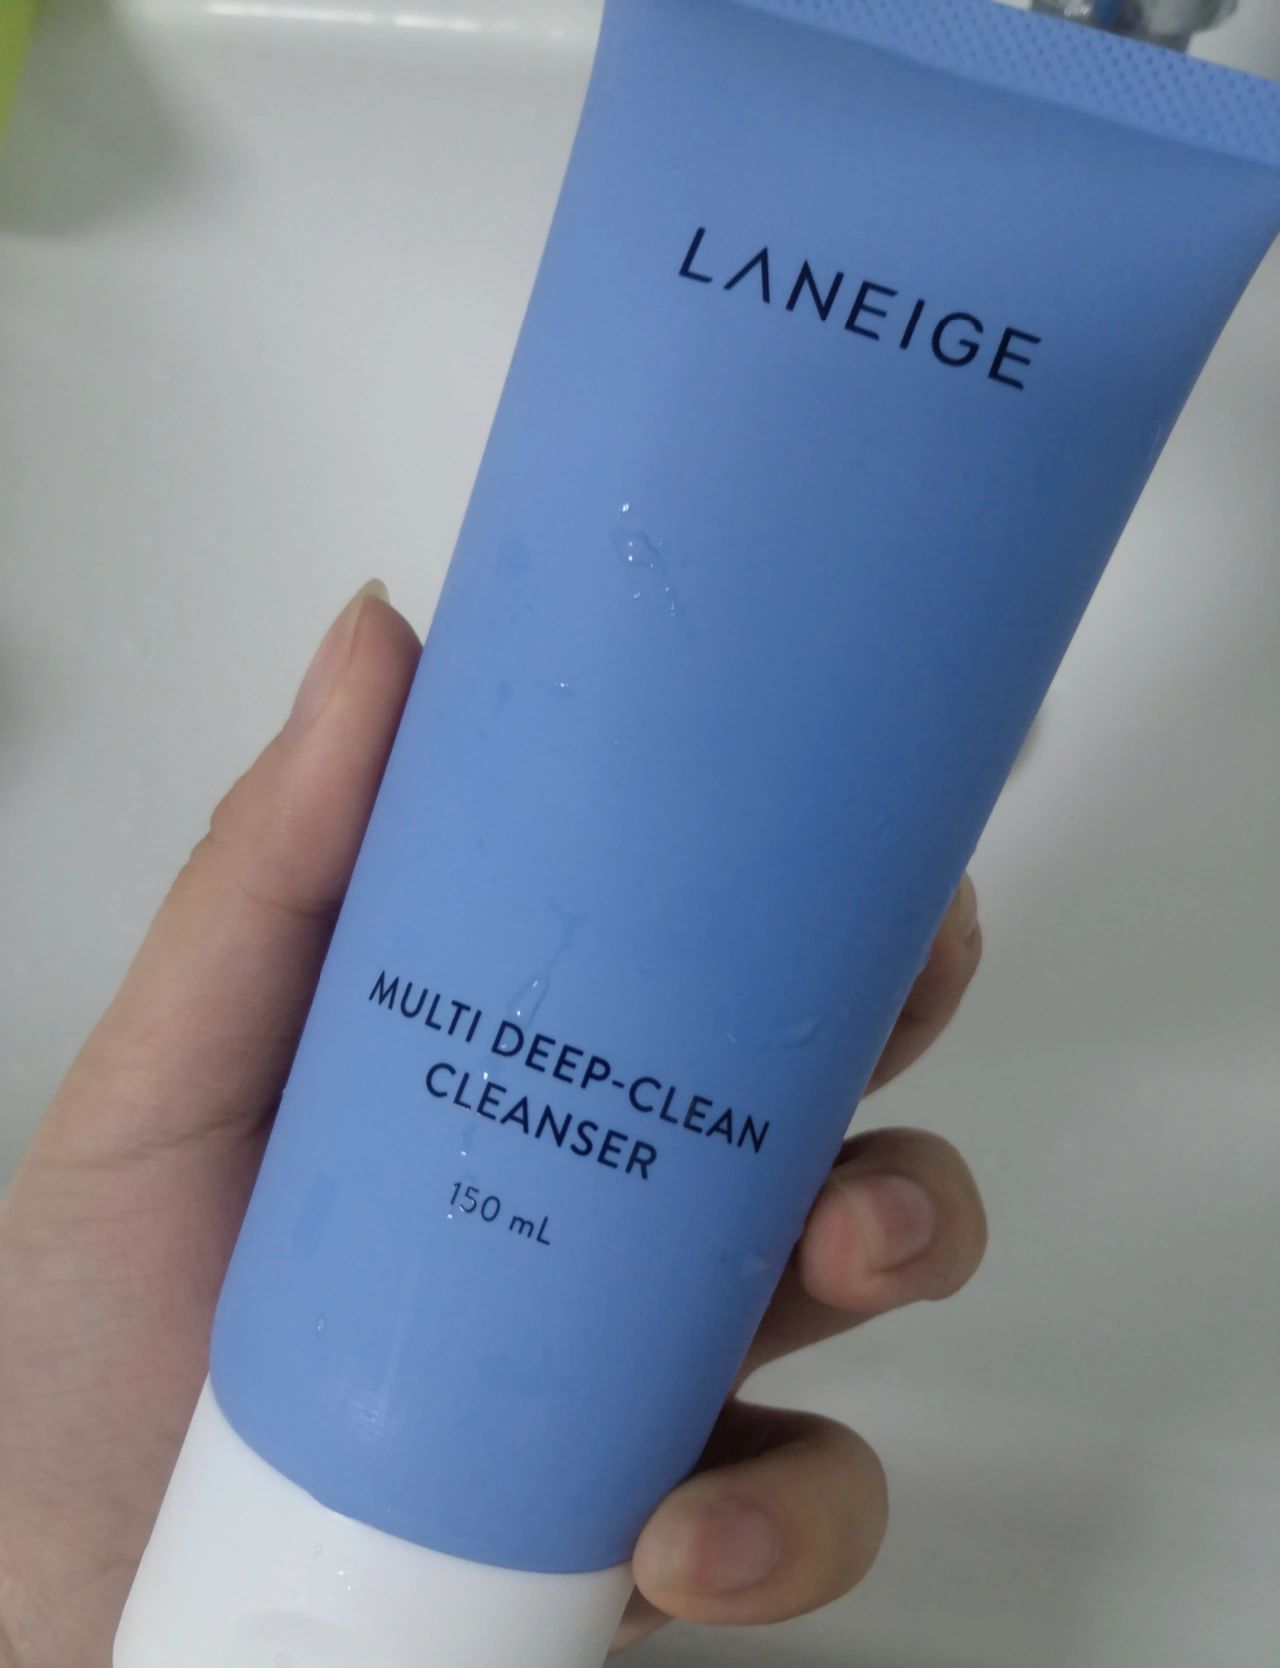 LANEIGE
MULTI DEEP-CLEAN
CLEANSER
150 mL